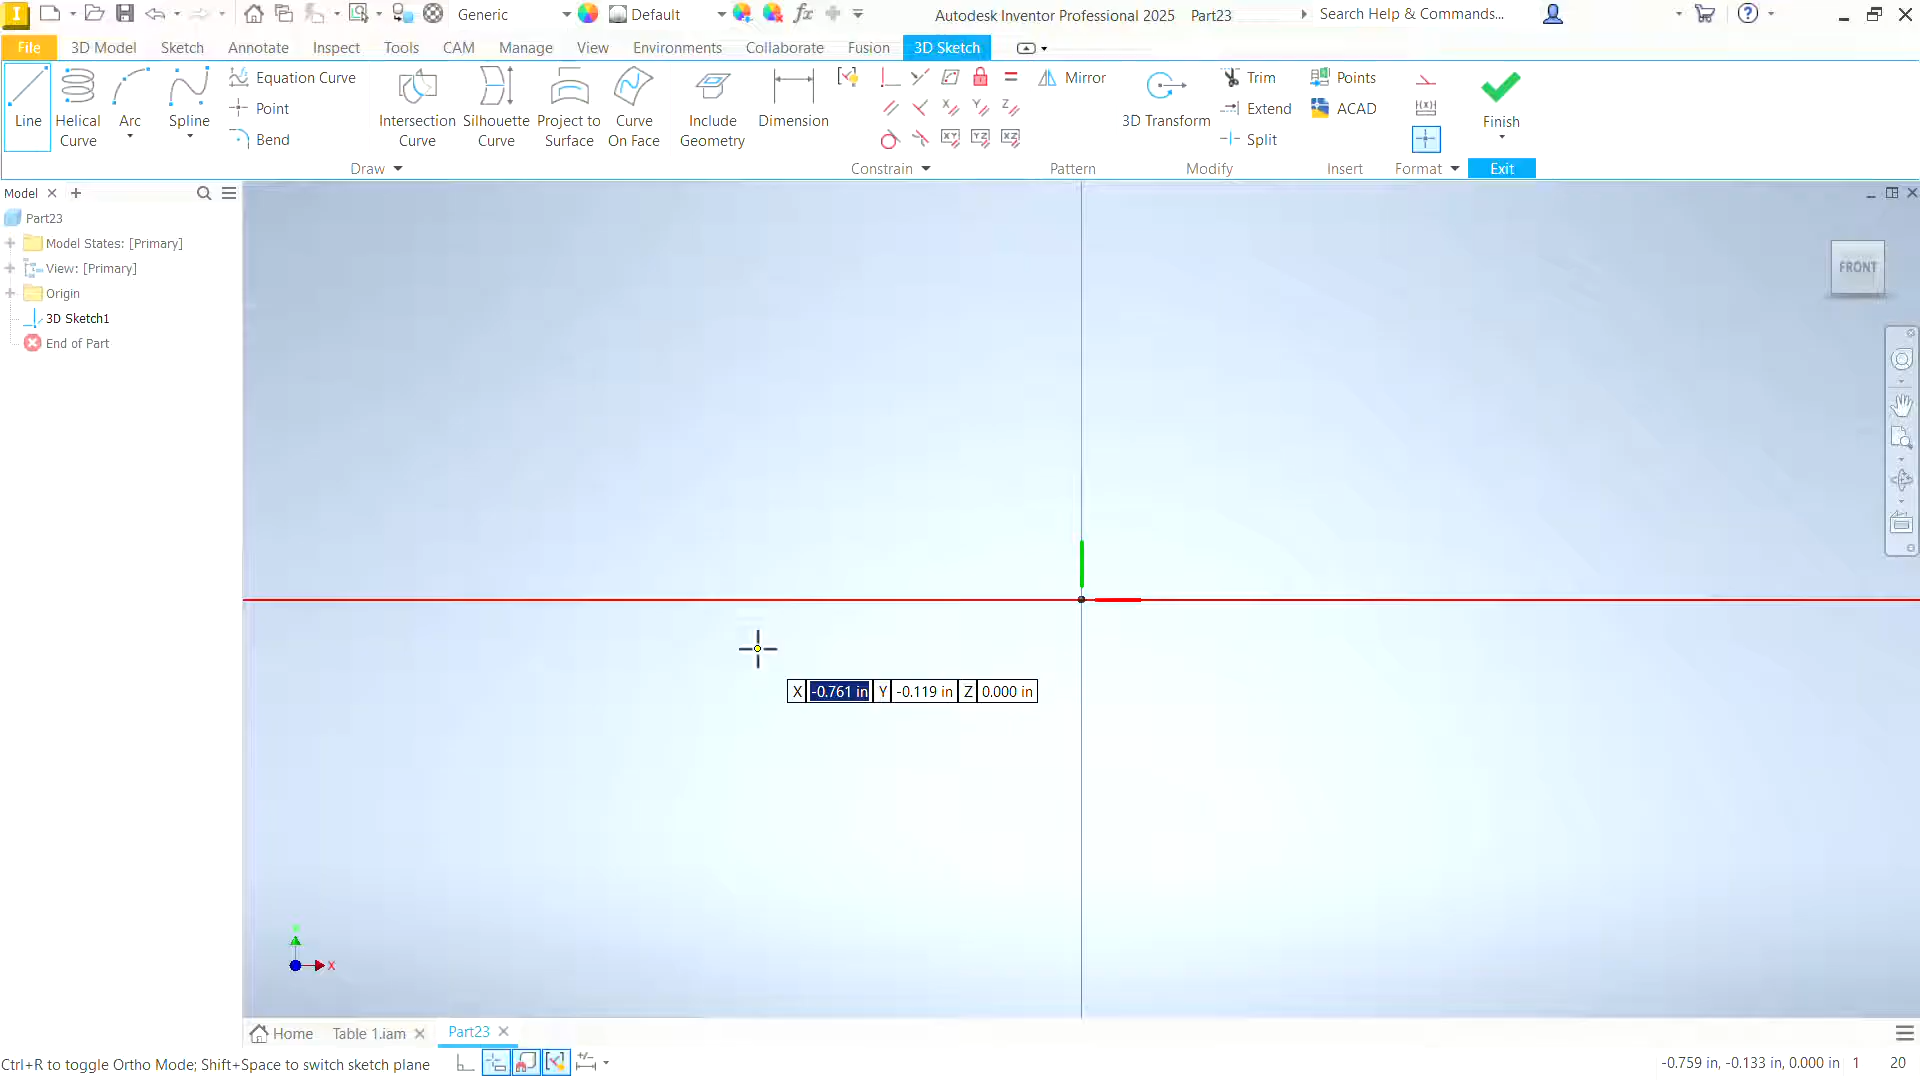 Generic
Default
Autodesk Inventor Professional 2025 Part23
Search Help & Commands...
File 3D Model Sketch Annotate Inspect Tools CAM Manage View Environments Collaborate Fusion 3D Sketch
Line
Helical Curve
Arc
Spline
Equation Curve
Point
Bend
Intersection Curve
Silhouette Curve
Project to Surface
Curve On Face
Include Geometry
Dimension
Mirror
3D Transform
Trim
Extend
Split
Points
ACAD
Finish
Draw Constrain Pattern Modify Insert Format Exit
Model
Part23
Model States: [Primary]
View: [Primary]
Origin
3D Sketch1
End of Part
FRONT
X -0.761 in Y -0.119 in Z 0.000 in
X
Home Table 1.iam Part23
Ctrl+R to toggle Ortho Mode; Shift+Space to switch sketch plane
-0.759 in, -0.133 in, 0.000 in 1 20